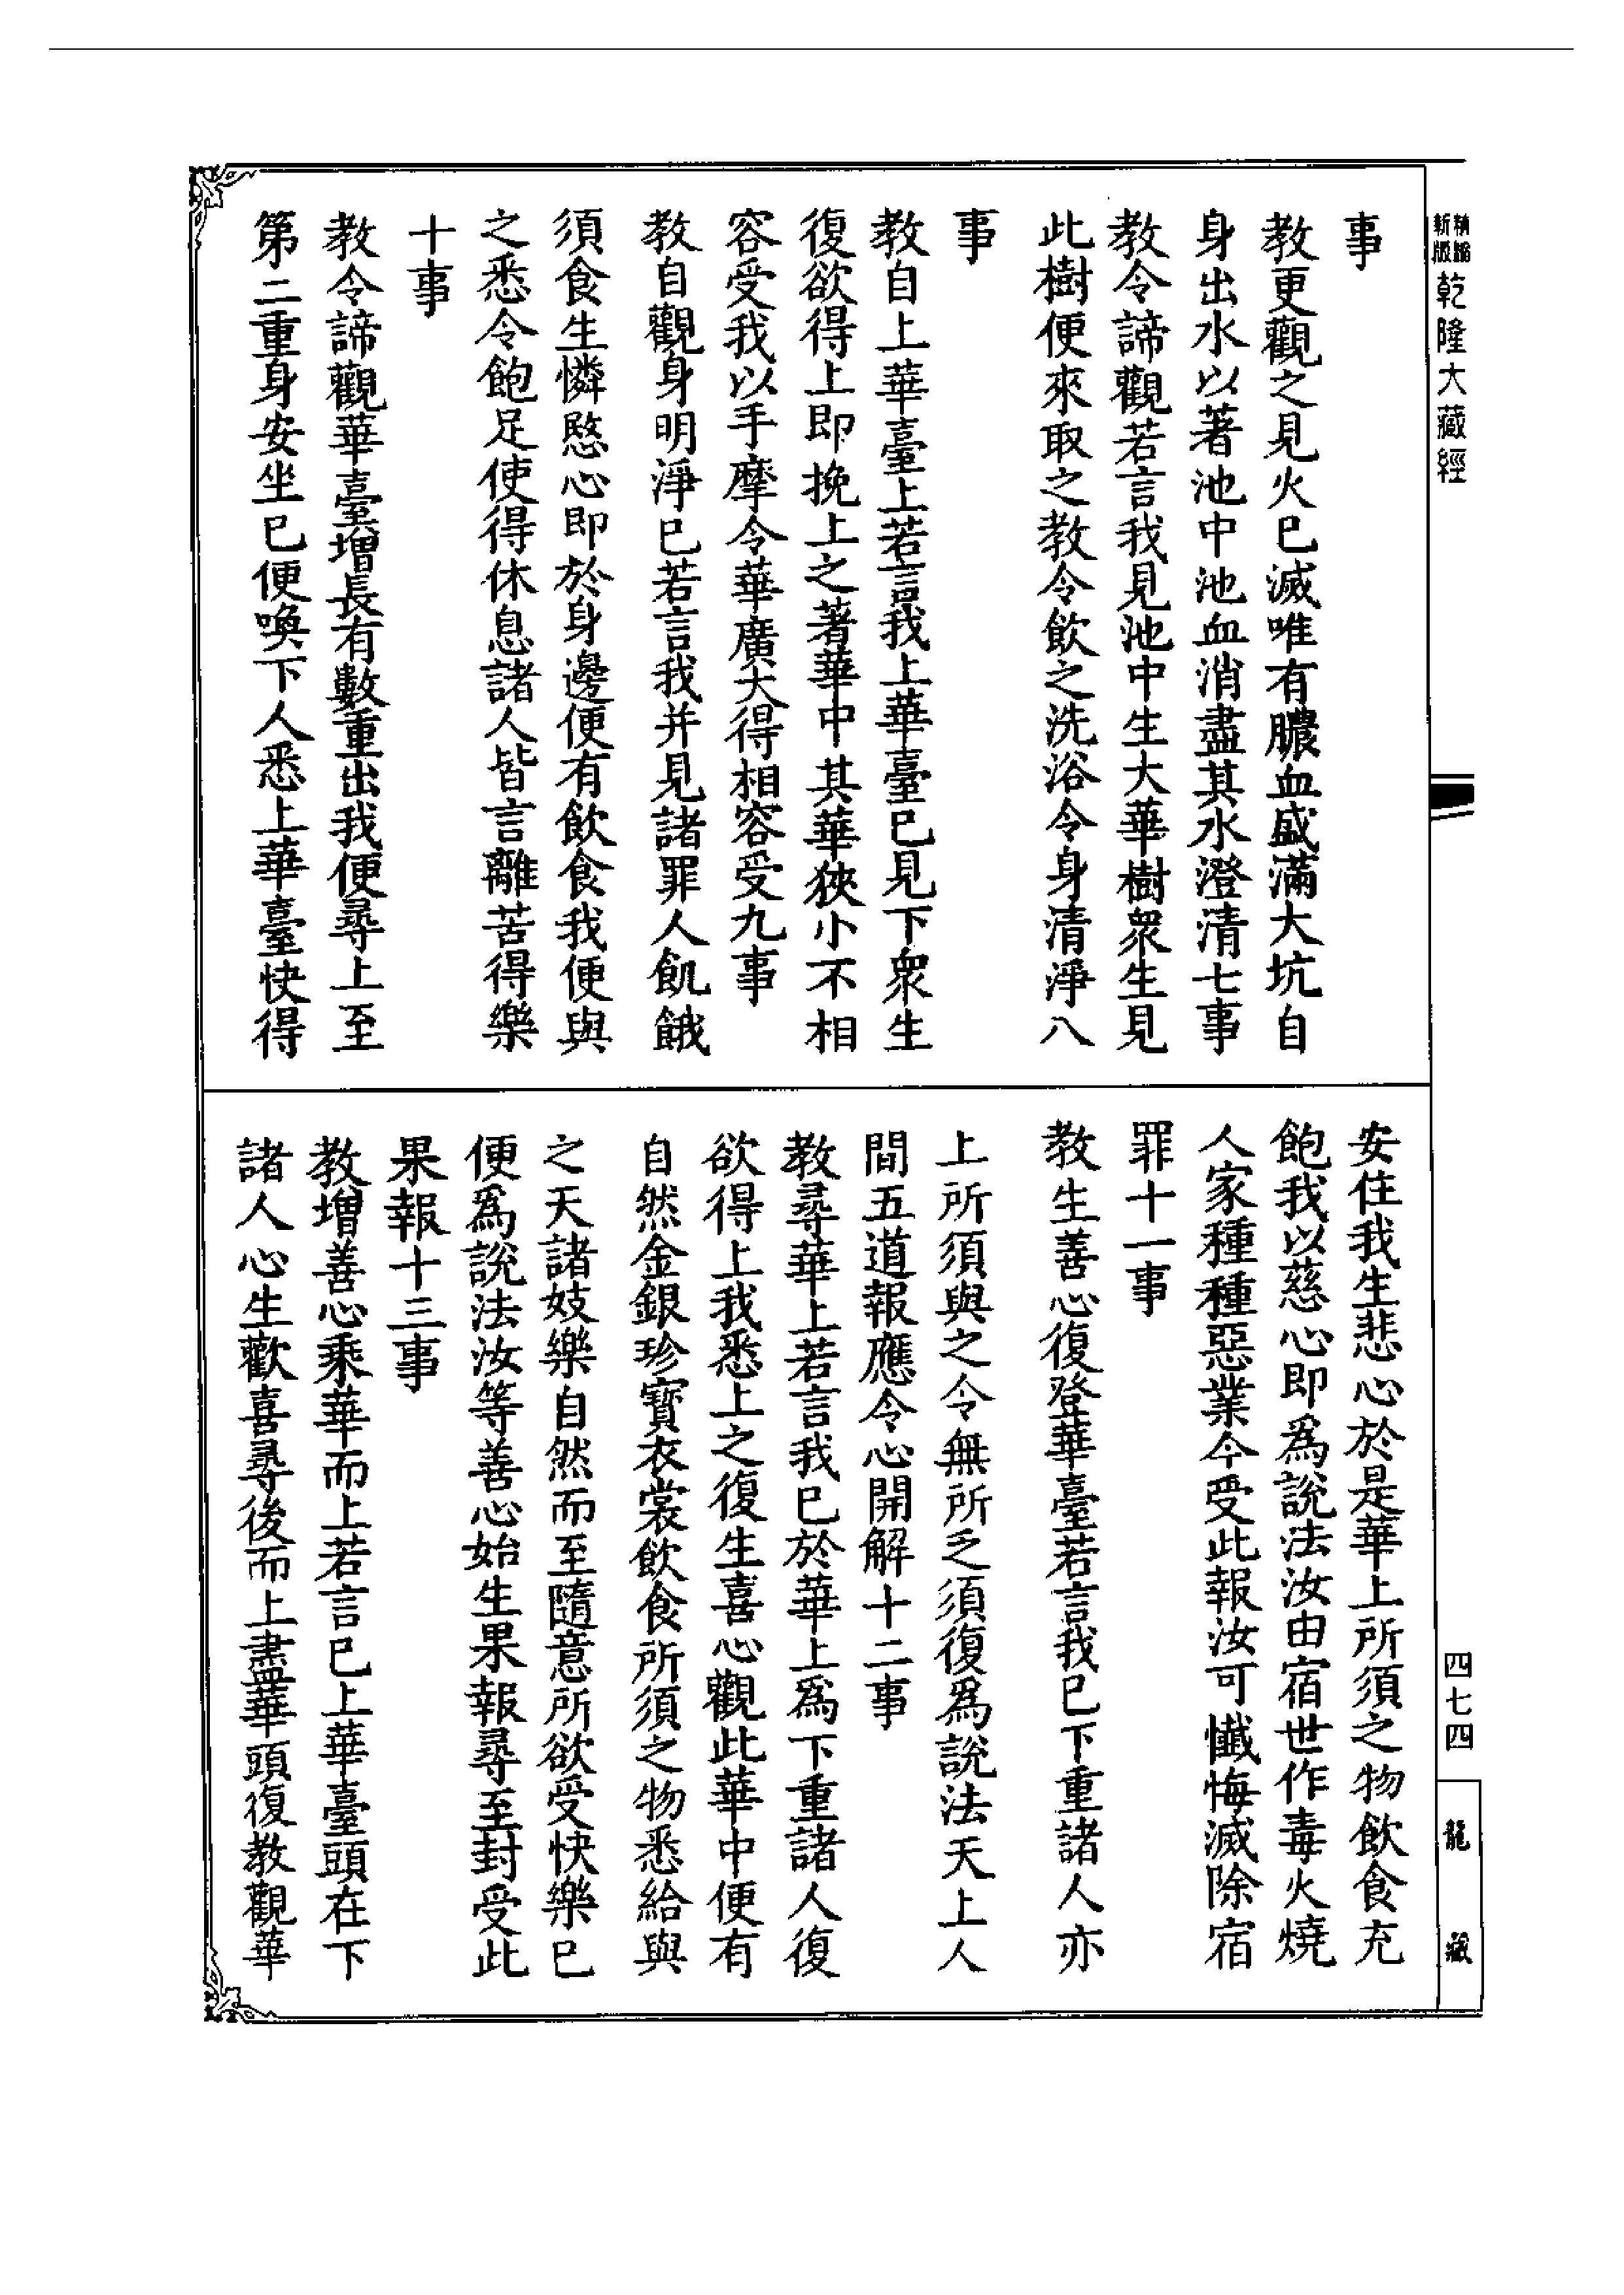 精縮
新版
乾隆大藏經
事
教更觀之見火已滅唯有膿血盛滿大坑自
身出水以著池中池血消盡其水澄清七事
教令諦觀若言我見池中生大華樹衆生見
此樹便來取之教令飲之洗浴令身清淨八
事
教自上華臺上若言我上華臺已見下衆生
復欲得上即挽上之著華中其華狹小不相
容受我以手摩令華廣大得相容受九事
教自觀身明淨已若言我并見諸罪人飢餓
須食生憐愍心即於身邊便有飲食我便與
之悉令飽足使得休息諸人皆言離苦得樂
十事
教令諦觀華臺增長有數重出我便尋上至
第二重身安坐已便喚下人悉上華臺快得
安住我生悲心於是華上所須之物飲食充
飽我以慈心即爲說法汝由宿世作毒火燒
人家種種惡業今受此報汝可懺悔滅除宿
罪十一事
教生善心復登華臺若言我已下重諸人亦
上所須與之令無所乏須復爲說法天上人
間五道報應令心開解十二事
教尋華上若言我已於華上爲下重諸人復
欲得上我悉上之復生喜心觀此華中便有
自然金銀珍寶衣裳飲食所須之物悉給與
之天諸妓樂自然而至隨意所欲受快樂已
便爲說法汝等善心始生果報尋至封受此
果報十三事
教增善心乘華而上若言已上華臺頭在下
諸人心生歡喜尋後而上盡華頭復教觀華
四七四
龍藏